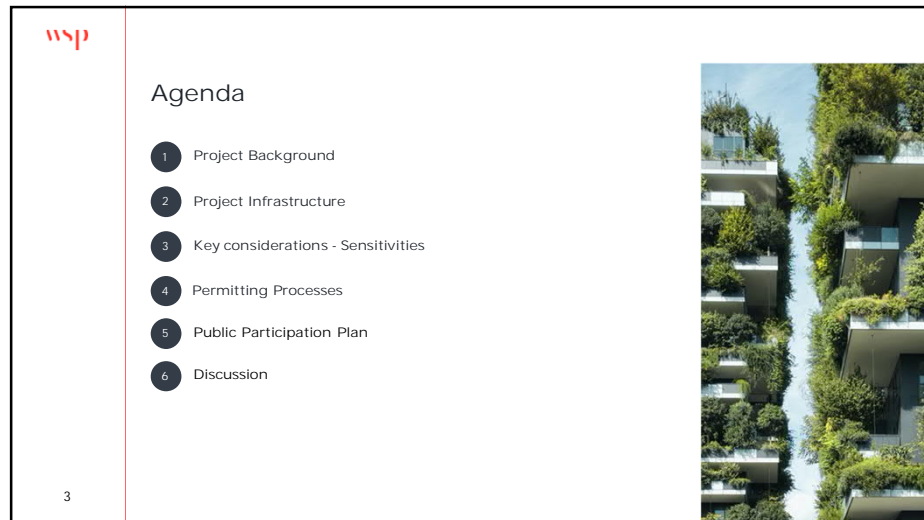 wsp
Agenda
1 Project Background
2 Project Infrastructure
3 Key considerations - Sensitivities
4 Permitting Processes
5 Public Participation Plan
6 Discussion
3